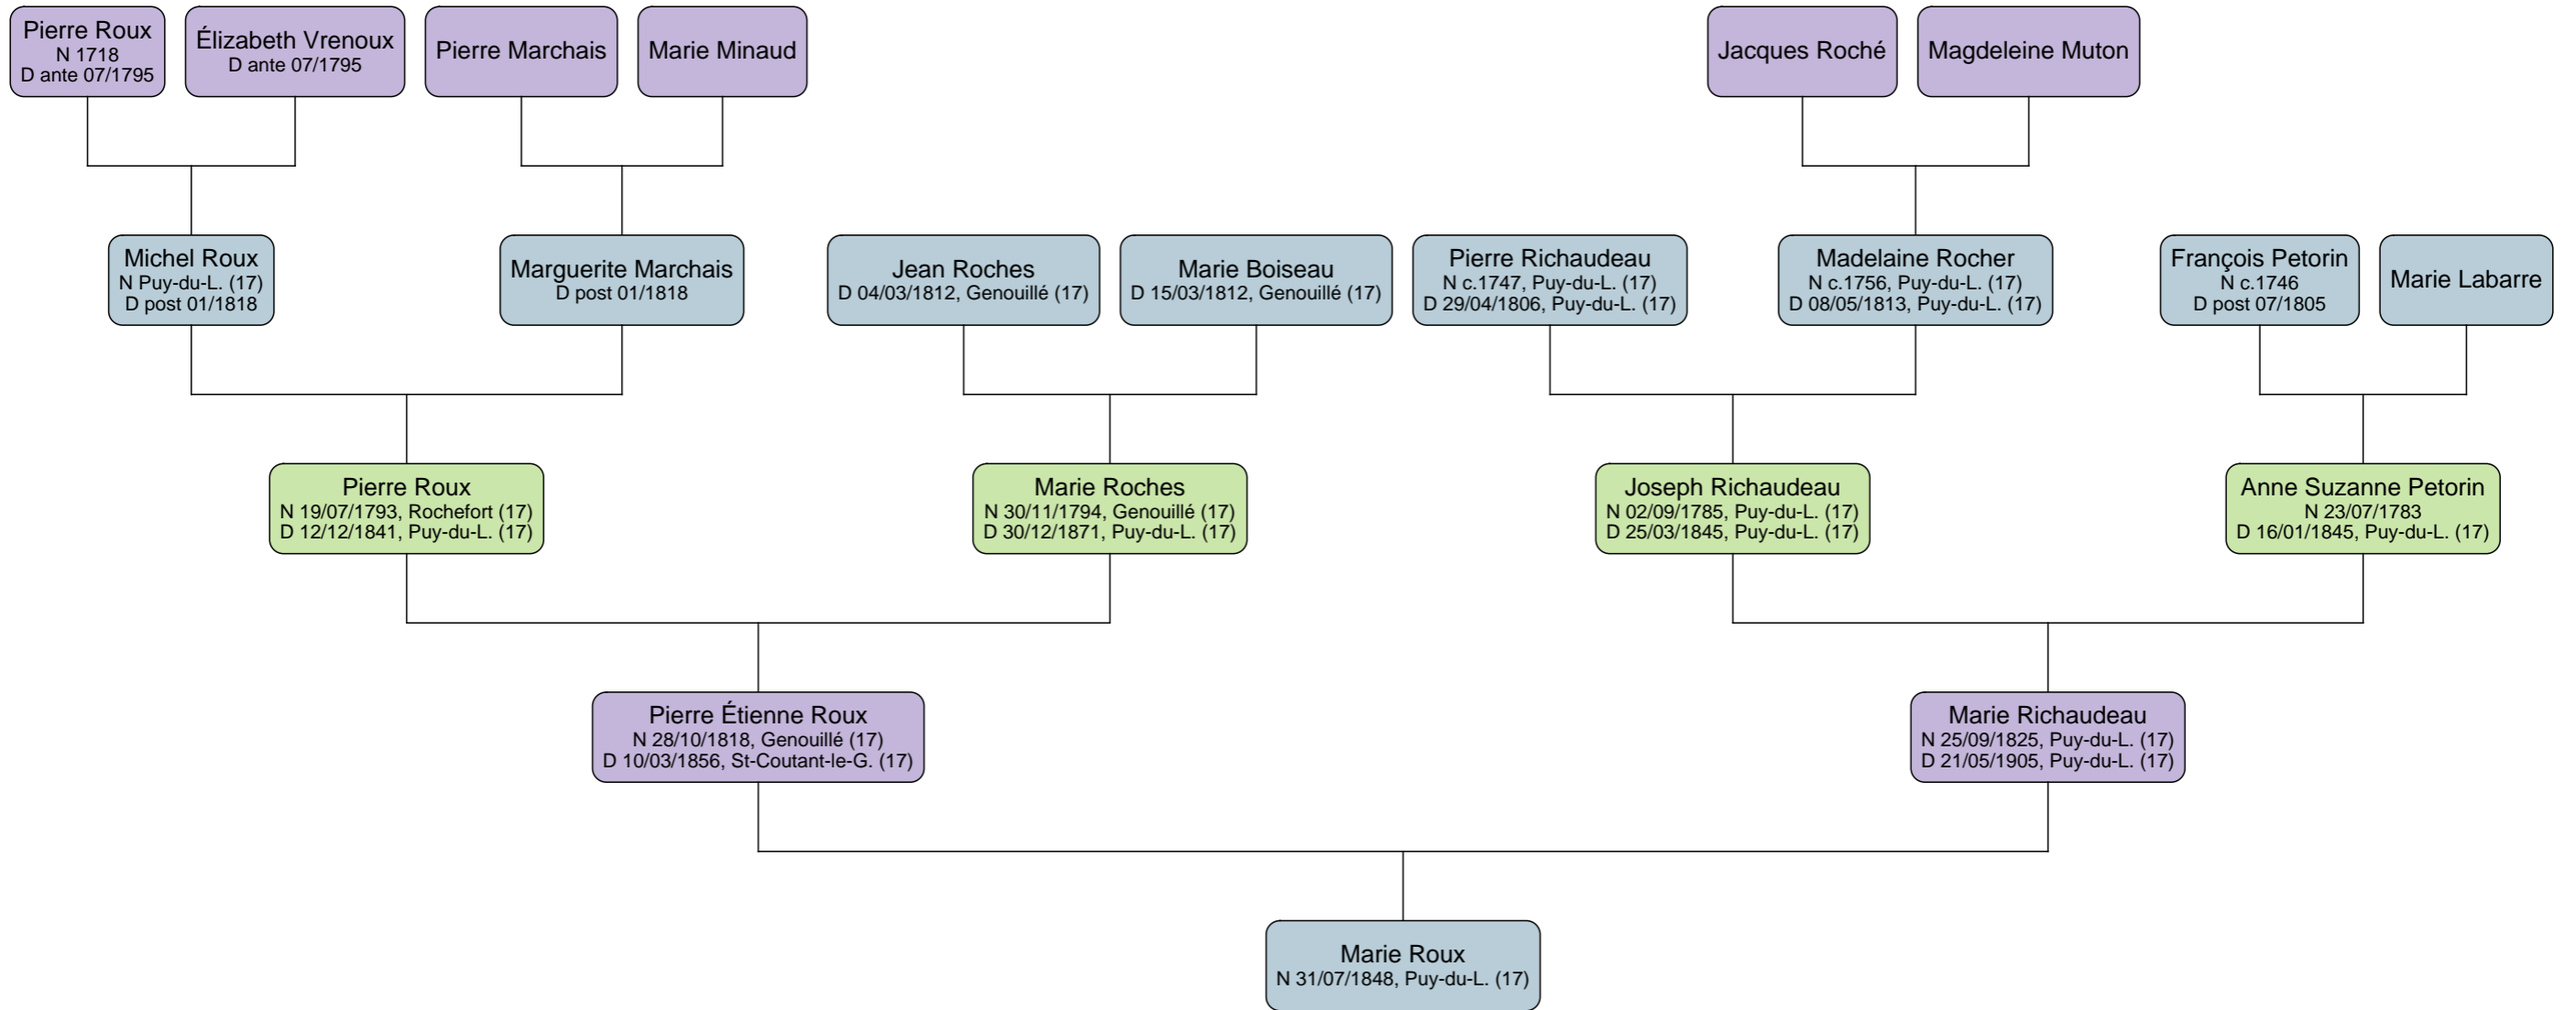 Pierre Roux
N 1718
D ante 07/1795
Élizabeth Vrenoux
D ante 07/1795
Pierre Marchais
Marie Minaud
Jacques Roché
Magdeleine Muton
Michel Roux
N Puy-du-L. (17)
D post 01/1818
Marguerite Marchais
D post 01/1818
Jean Roches
D 04/03/1812, Genouillé (17)
Marie Boiseau
D 15/03/1812, Genouillé (17)
Pierre Richaudeau
N c.1747, Puy-du-L. (17)
D 29/04/1806, Puy-du-L. (17)
Madelaine Rocher
N c.1756, Puy-du-L. (17)
D 08/05/1813, Puy-du-L. (17)
François Petorin
N c.1746
D post 07/1805
Marie Labarre
Pierre Roux
N 19/07/1793, Rochefort (17)
D 12/12/1841, Puy-du-L. (17)
Marie Roches
N 30/11/1794, Genouillé (17)
D 30/12/1871, Puy-du-L. (17)
Joseph Richaudeau
N 02/09/1785, Puy-du-L. (17)
D 25/03/1845, Puy-du-L. (17)
Anne Suzanne Petorin
N 23/07/1783
D 16/01/1845, Puy-du-L. (17)
Pierre Étienne Roux
N 28/10/1818, Genouillé (17)
D 10/03/1856, St-Coutant-le-G. (17)
Marie Richaudeau
N 25/09/1825, Puy-du-L. (17)
D 21/05/1905, Puy-du-L. (17)
Marie Roux
N 31/07/1848, Puy-du-L. (17)